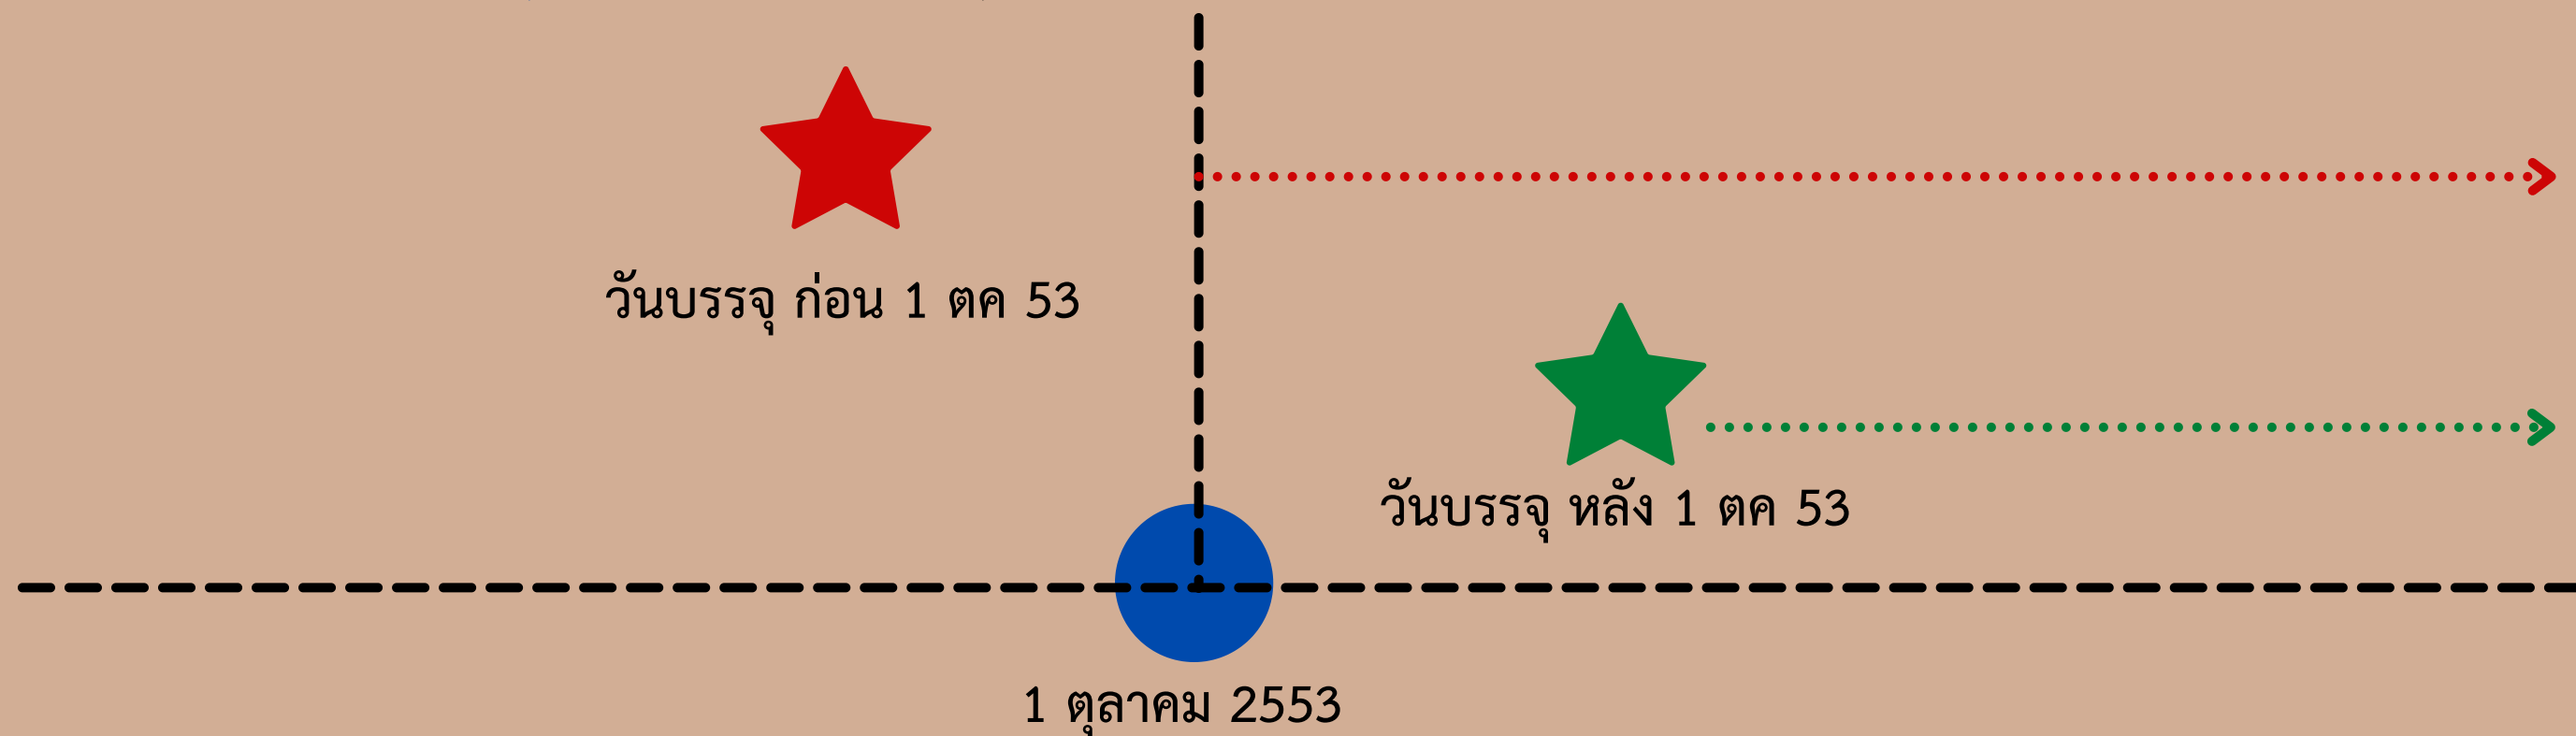 วันบรรจุ ก่อน 1 ตค 53
วันบรรจุ หลัง 1 ตค 53
1 ตุลาคม 2553